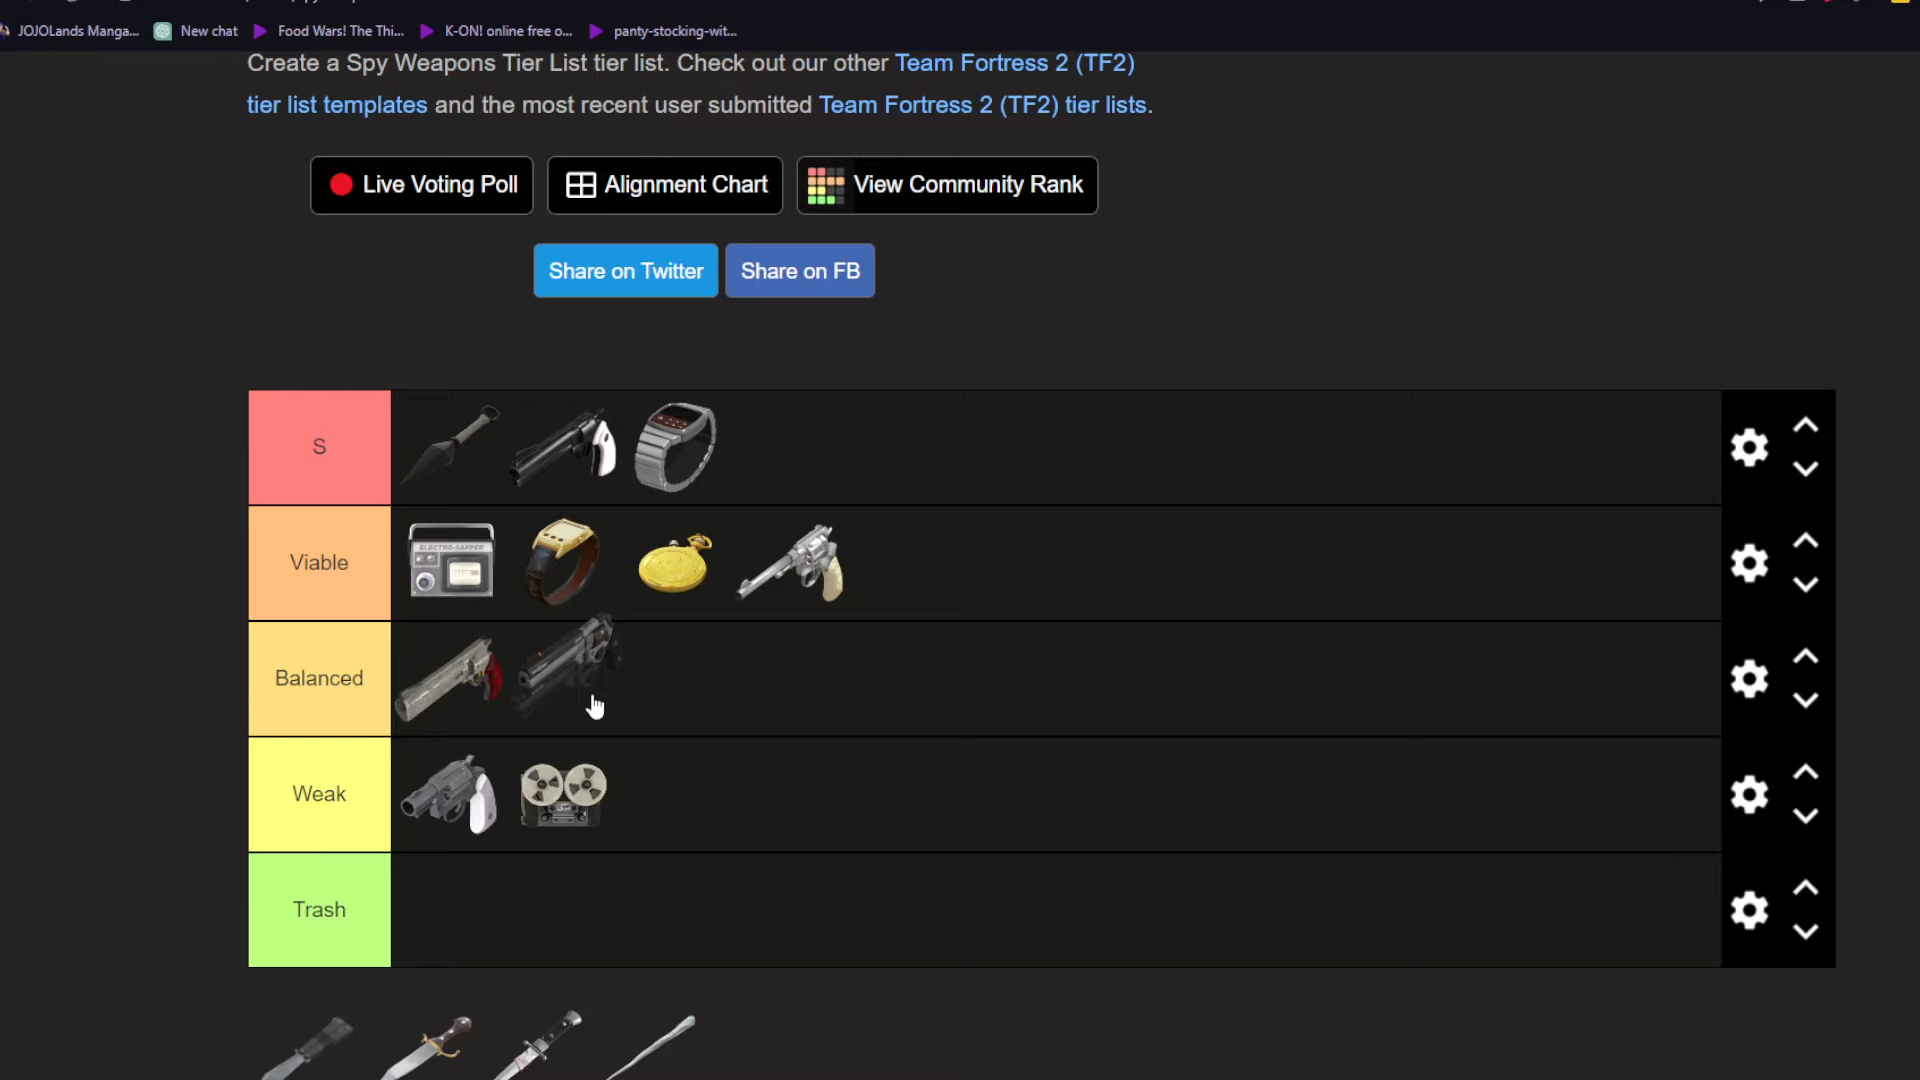 JOJOLands Manga...
New chat
Food Wars! The Thi...
K-ON! online free o...
panty-stocking-wit...
Create a Spy Weapons Tier List tier list. Check out our other Team Fortress 2 (TF2)
tier list templates and the most recent user submitted Team Fortress 2 (TF2) tier lists.
Live Voting Poll
Alignment Chart
View Community Rank
Share on Twitter
Share on FB
S
Viable
ELECTRO-SAPPER
Balanced
Weak
Trash